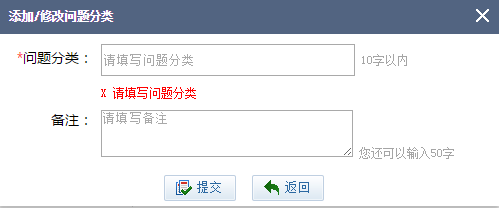 添加/修改问题分类
*问题分类： 请填写问题分类 10字以内
X 请填写问题分类
备注： 请填写备注
您还可以输入50字
提交 返回